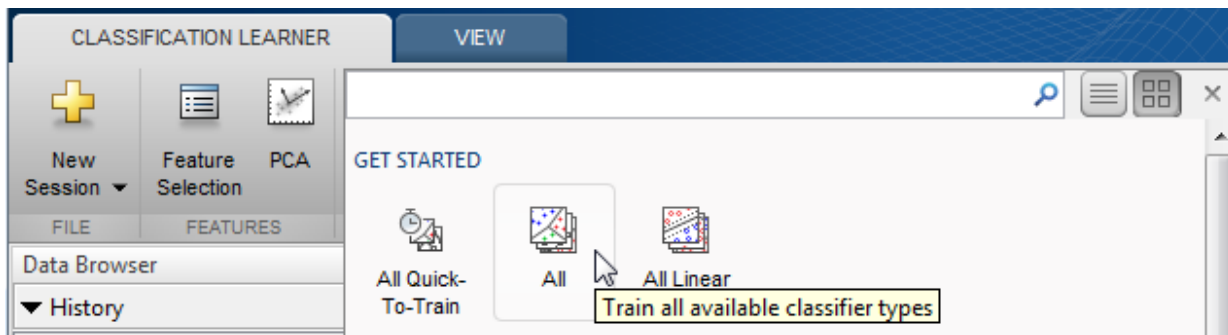 CLASSIFICATION LEARNER
VIEW
New
Session
Feature
Selection
PCA
FILE
FEATURES
Data Browser
History
GET STARTED
All Quick-
To-Train
All
All Linear
Train all available classifier types